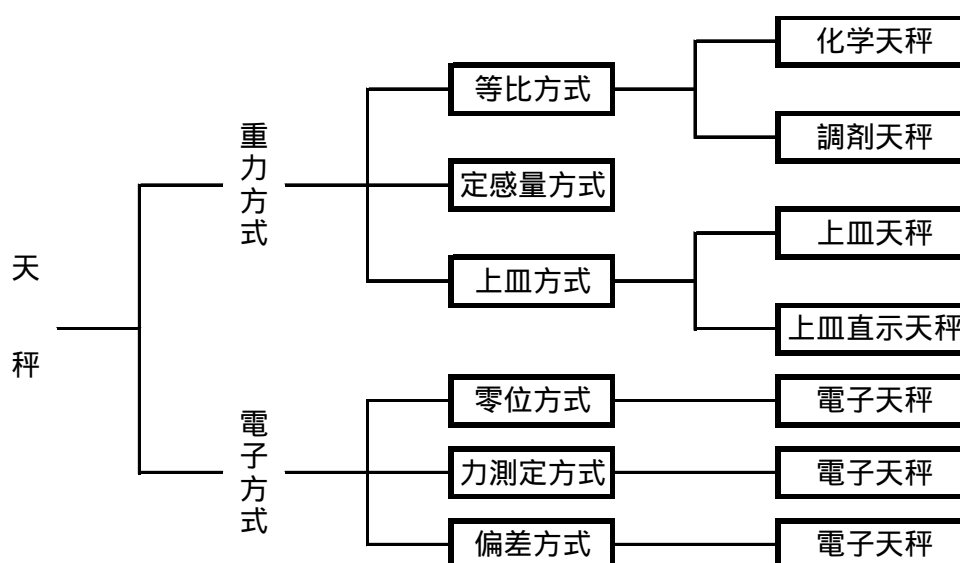 天秤
重力方式
等比方式
化学天秤
調剤天秤
定感量方式
上皿方式
上皿天秤
上皿直示天秤
電子方式
零位方式
電子天秤
力測定方式
電子天秤
偏差方式
電子天秤